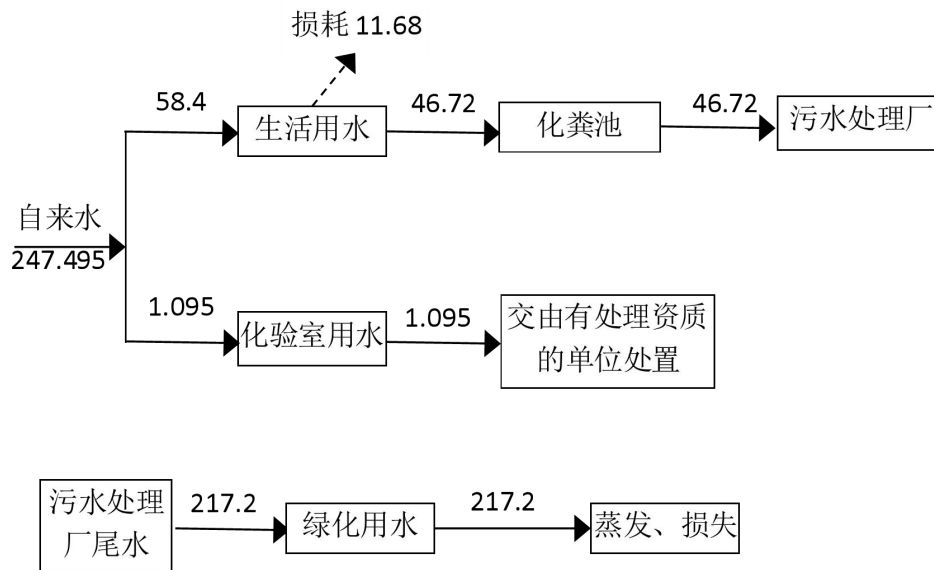 损耗 11.68
58.4
生活用水
46.72
化粪池
46.72
污水处理厂
自来水
247.495
1.095
化验室用水
1.095
交由有处理资质
的单位处置
污水处理
厂尾水
217.2
绿化用水
217.2
蒸发、损失